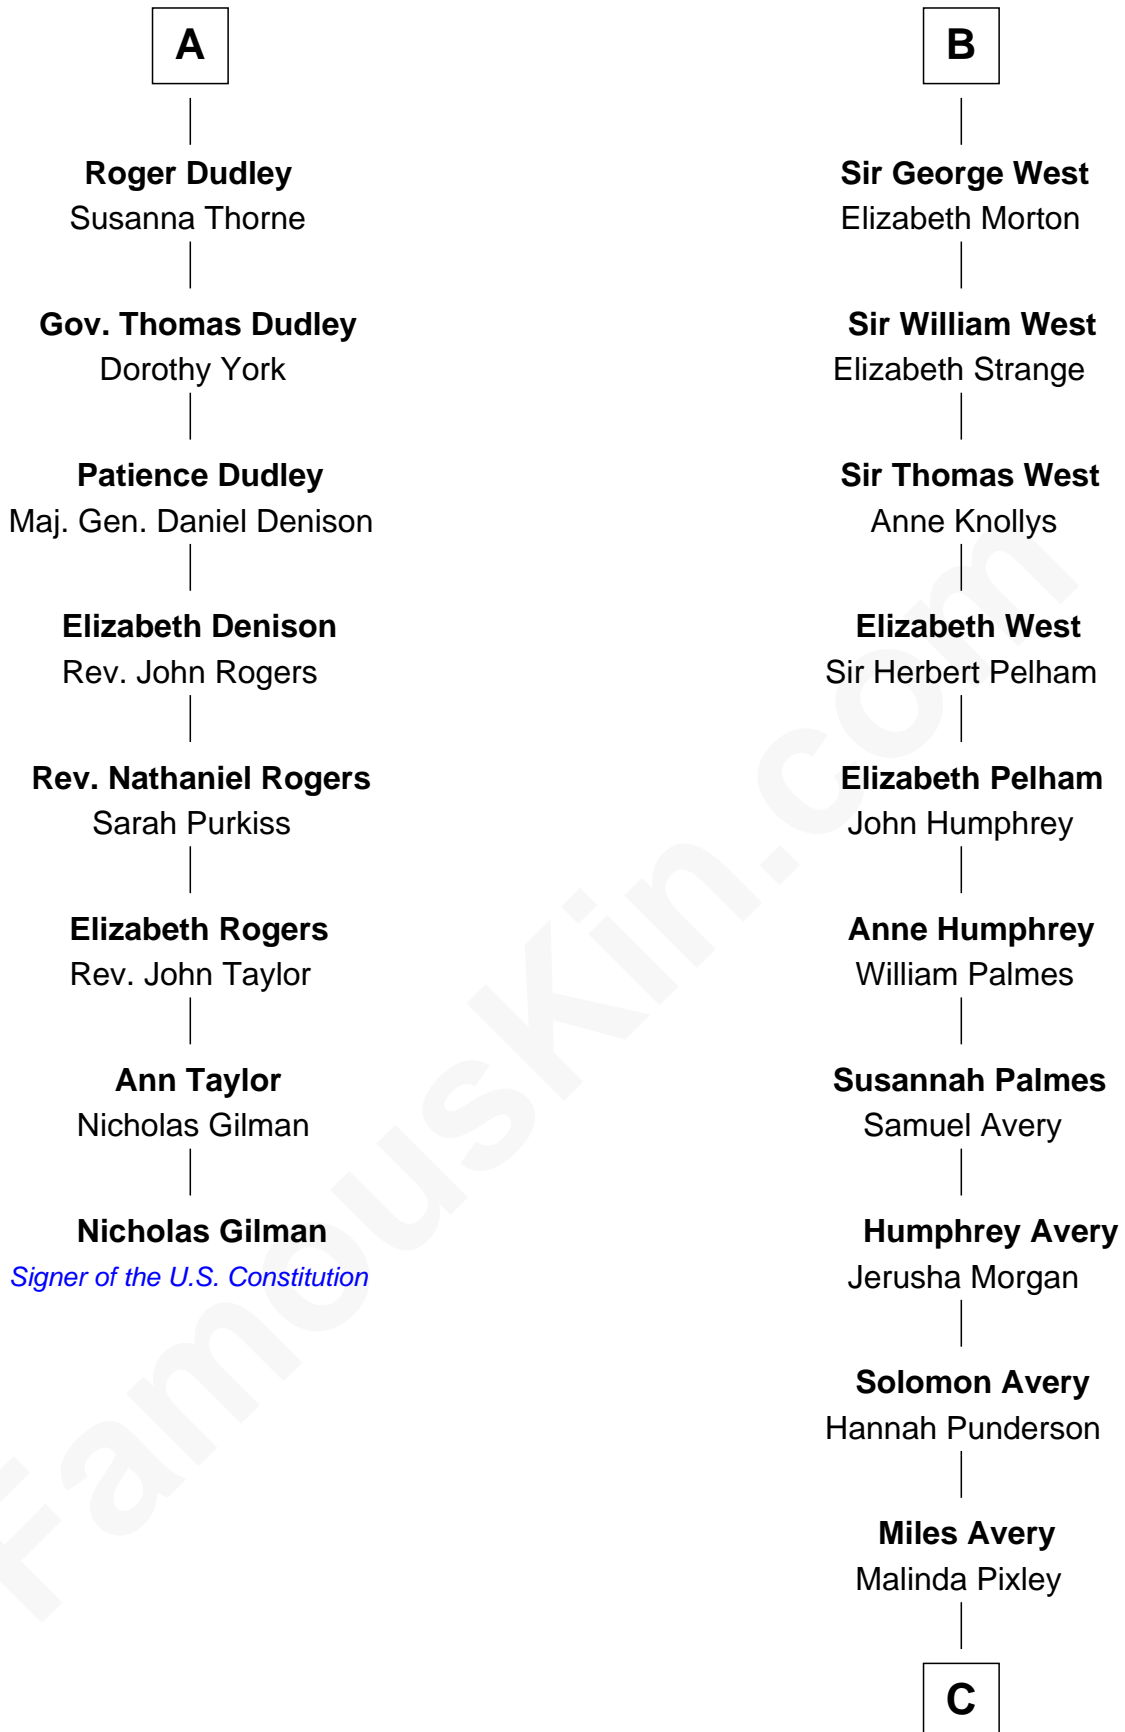 A
Roger Dudley
Susanna Thorne
Gov. Thomas Dudley
Dorothy York
Patience Dudley
Maj. Gen. Daniel Denison
Elizabeth Denison
Rev. John Rogers
Rev. Nathaniel Rogers
Sarah Purkiss
Elizabeth Rogers
Rev. John Taylor
Ann Taylor
Nicholas Gilman
Nicholas Gilman
Signer of the U.S. Constitution
B
Sir George West
Elizabeth Morton
Sir William West
Elizabeth Strange
Sir Thomas West
Anne Knollys
Elizabeth West
Sir Herbert Pelham
Elizabeth Pelham
John Humphrey
Anne Humphrey
William Palmes
Susannah Palmes
Samuel Avery
Humphrey Avery
Jerusha Morgan
Solomon Avery
Hannah Punderson
Miles Avery
Malinda Pixley
C
FamousKin.com